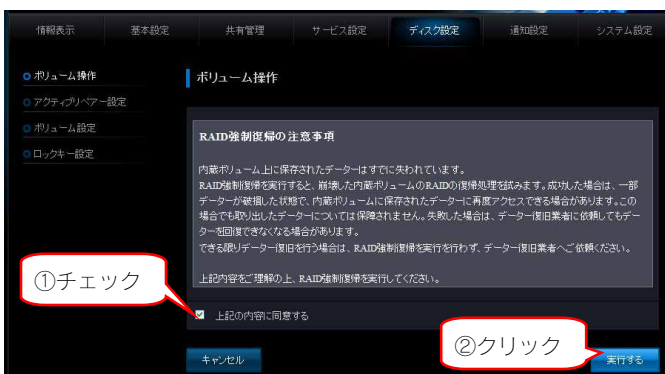 情報表示 基本設定 共有管理 サービス設定 ディスク設定 通知設定 システム設定
ボリューム操作
アクティブリペアー設定
ボリューム設定
ロックキー設定
ボリューム操作
RAID強制復帰の注意事項
内蔵ボリューム上に保存されたデーターはすでに失われています。
RAID強制復帰を実行すると、崩壊した内蔵ボリュームのRAIDの復帰処理を試みます。成功した場合は、一部
データーが破損した状態で、内蔵ボリュームに保存されたデーターに再度アクセスできる場合があります。この
場合でも取り出したデーターについては保障されません。失敗した場合は、データー復旧業者に依頼してもデー
ターを回復できなくなる場合があります。
できる限りデーター復旧を行う場合は、RAID強制復帰を実行を行わず、データー復旧業者へご依頼ください。
上記内容をご理解の上、RAID強制復帰を実行してください。
①チェック
上記の内容に同意する
②クリック
キャンセル
実行する